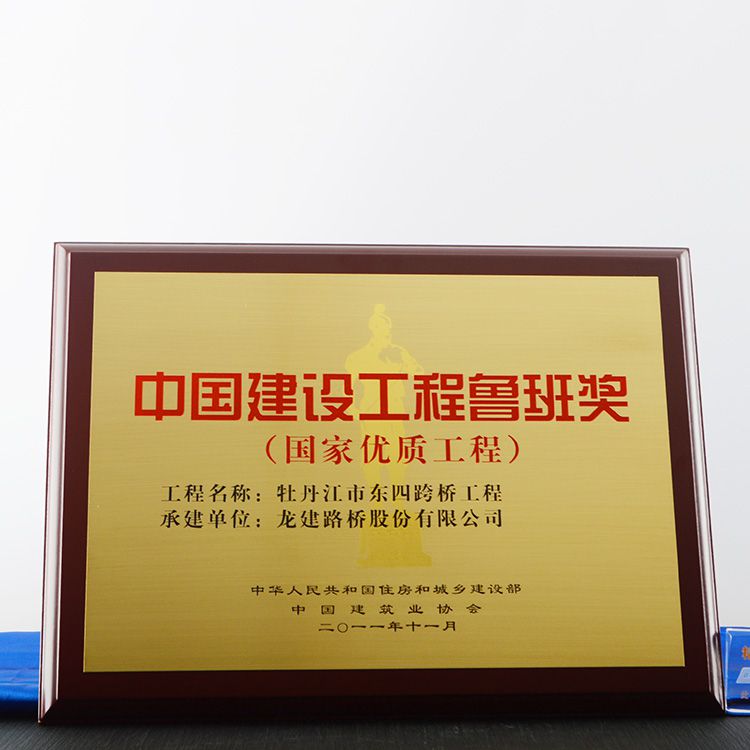 中国建设工程鲁班奖
（国家优质工程）
工程名称：牡丹江市东四跨桥工程
承建单位：龙建路桥股份有限公司
中华人民共和国住房和城乡建设部
中国建筑业协会
二〇一一年十一月